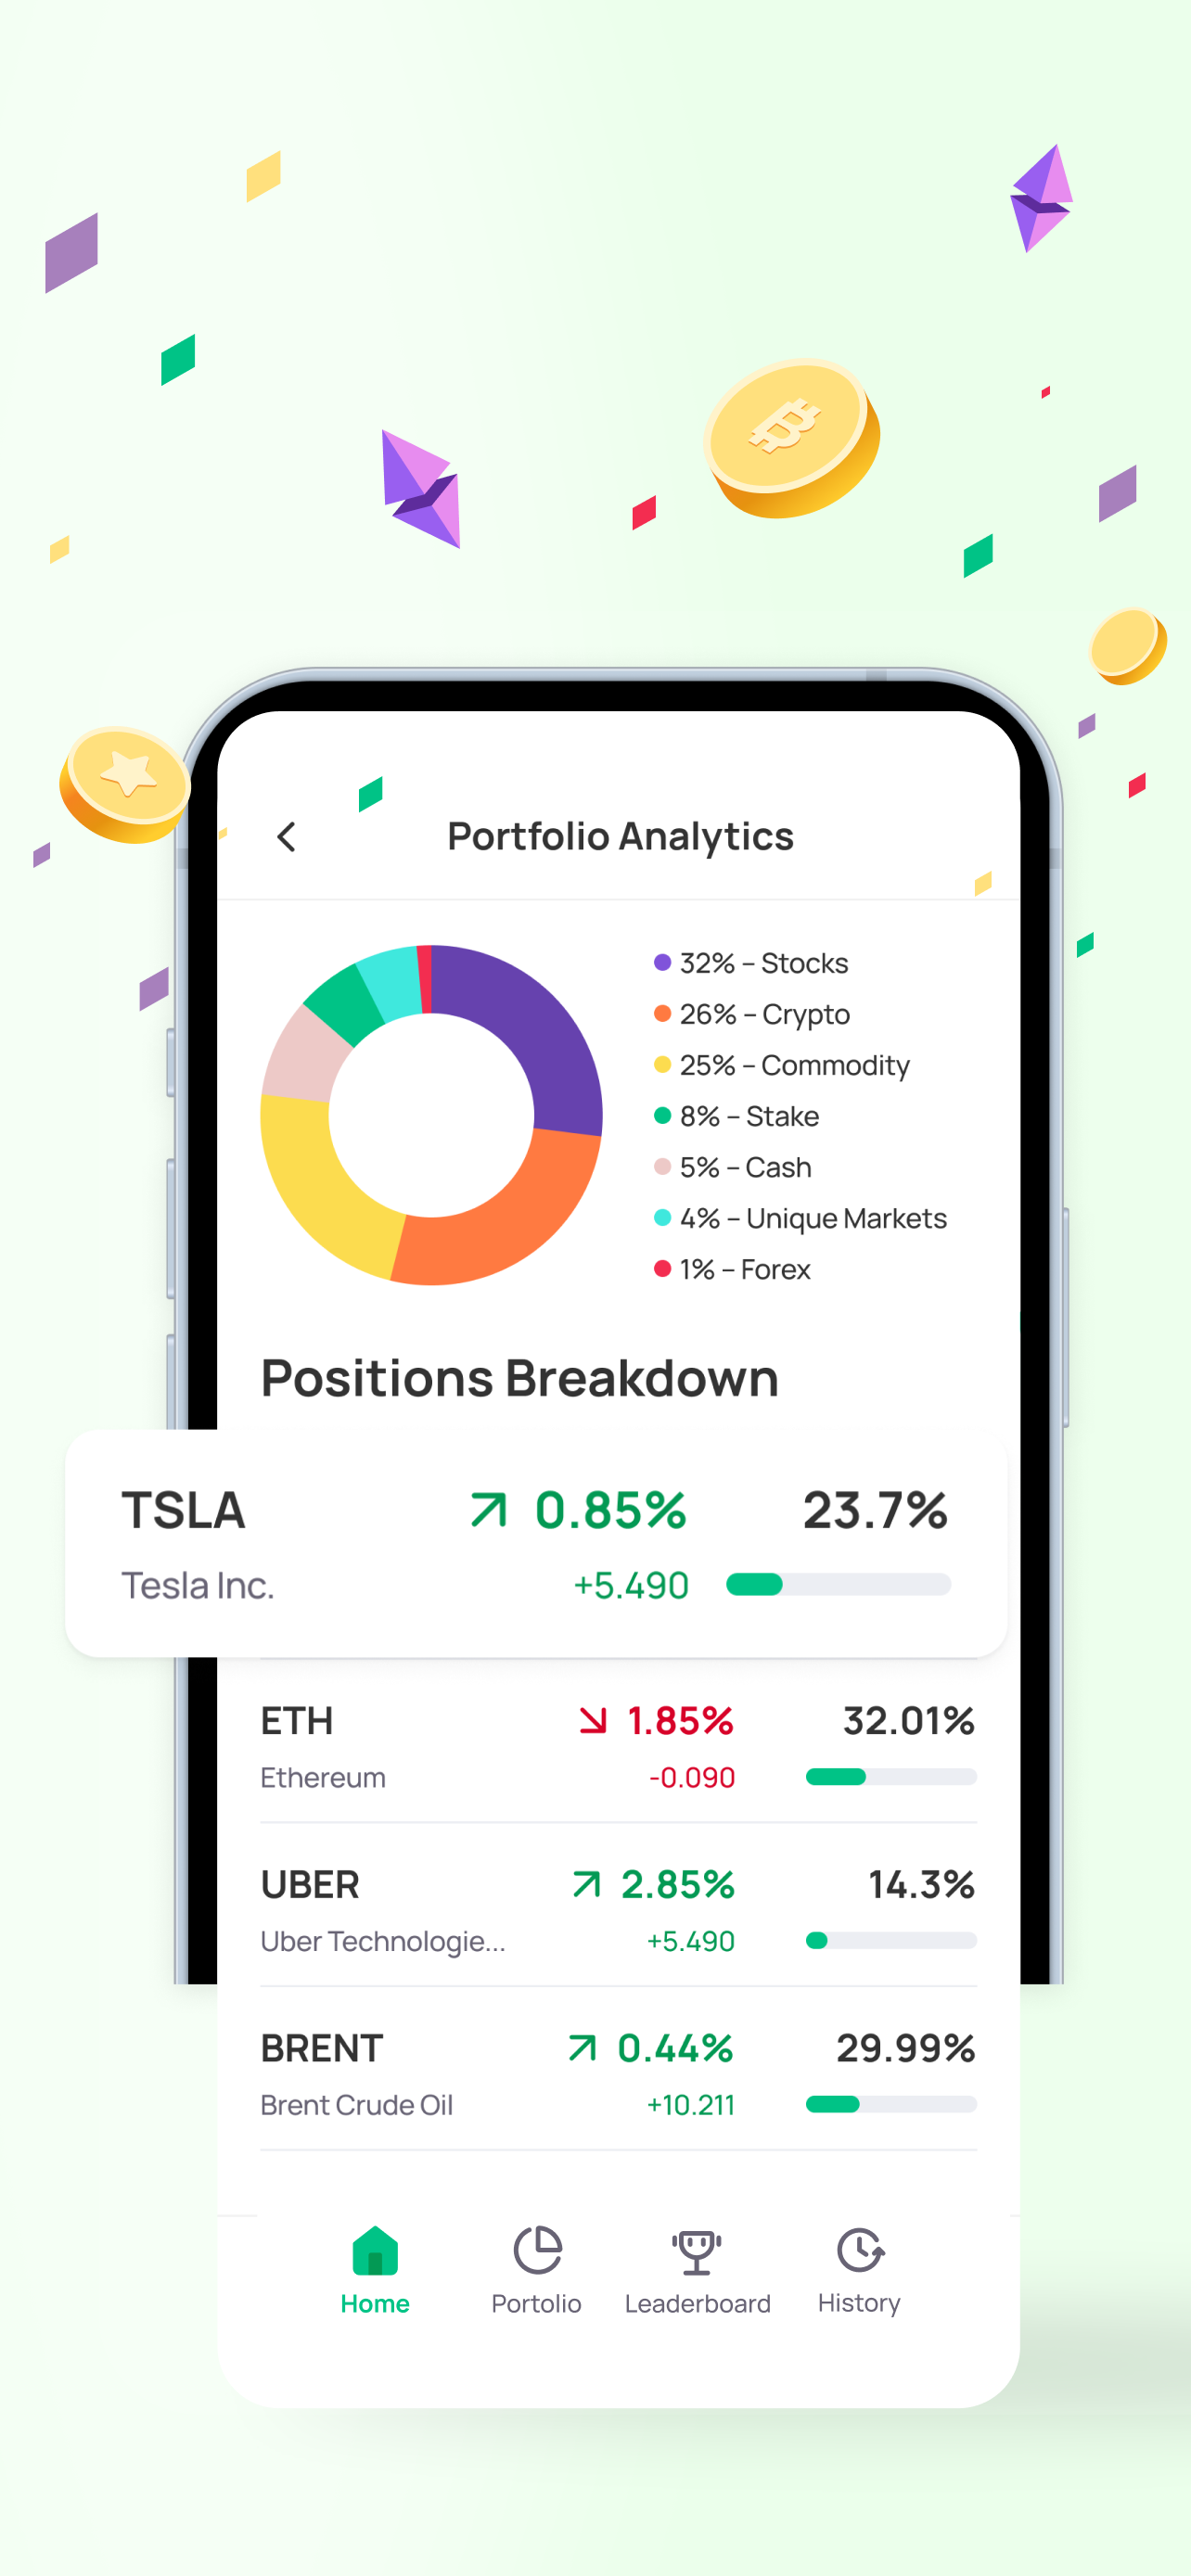 Portfolio Analytics
32% – Stocks
26% – Crypto
25% – Commodity
8% – Stake
5% – Cash
4% – Unique Markets
1% – Forex
Positions Breakdown
TSLA 0.85% 23.7%
Tesla Inc. +5.490
ETH 1.85% 32.01%
Ethereum -0.090
UBER 2.85% 14.3%
Uber Technologie... +5.490
BRENT 0.44% 29.99%
Brent Crude Oil +10.211
Home Portolio Leaderboard History